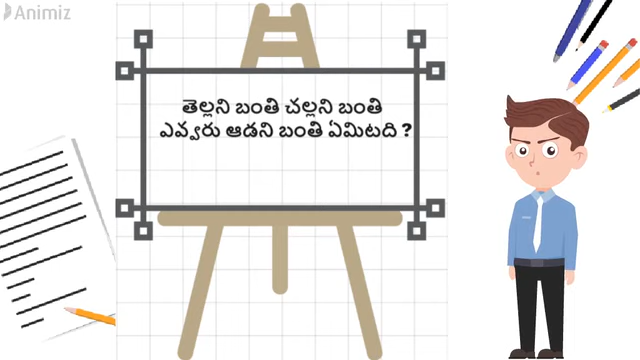 Animiz
తెల్లని బంతి చల్లని బంతి
ఎవ్వరు ఆడని బంతి ఏమిటది ?